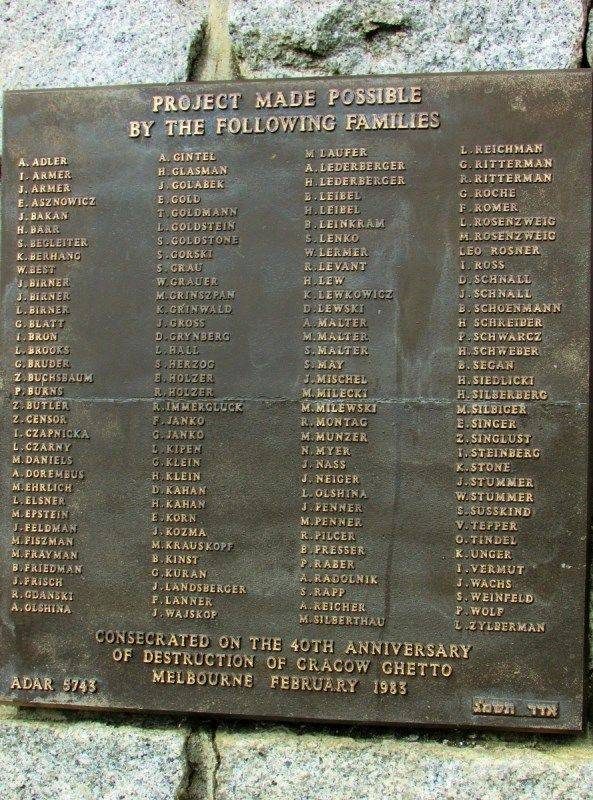 PROJECT MADE POSSIBLE
BY THE FOLLOWING FAMILIES
A. ADLER
I. ARMER
J. ARMER
E. ASZNOWICZ
J. BAKAN
H. BARR
S. BEGLEITER
K. BERHANG
W. BEST
J. BIRNER
J. BIRNER
L. BIRNER
G. BLATT
I. BRON
L. BROOKS
G. BRUDER
Z. BUCHSBAUM
P. BURNS
Z. BUTLER
Z. CENSOR
I. CZAPNICKA
L. CZARNY
M. DANIELS
A. DOREMBUS
M. EHRLICH
L. ELSNER
M. EPSTEIN
J. FELDMAN
M. FISZMAN
M. FRAYMAN
B. FRIEDMAN
J. FRISCH
R. GDANSKI
A. OLSHINA
A. GINTEL
H. GLASMAN
J. GOLABEK
E. GOLD
T. GOLDMANN
L. GOLDSTEIN
S. GOLDSTONE
S. GORSKI
S. GRAU
W. GRAUER
M. GRINSZPAN
K. GRINWALD
J. GROSS
D. GRYNBERG
L. HALL
S. HERZOG
E. HOLZER
R. HOLZER
R. IMMERGLUCK
F. JANKO
G. JANKO
L. KIPEN
G. KLEIN
H. KLEIN
D. KAHAN
H. KAHAN
E. KORN
J. KOZMA
M. KRAUSKOPF
B. KINST
G. KURAN
J. LANDSBERGER
F. LANNER
J. WAJSKOP
M. LAUFER
A. LEDERBERGER
H. LEDERBERGER
B. LEIBEL
H. LEIBEL
B. LEINKRAM
S. LENKO
W. LERMER
R. LEVANT
H. LEW
K. LEWKOWICZ
D. LEWSKI
A. MALTER
M. MALTER
S. MALTER
S. MAY
J. MISCHEL
M. MILECKI
M. MILEWSKI
R. MONTAG
M. MUNZER
N. MYER
J. NASS
J. NEIGER
L. OLSHINA
J. PENNER
M. PENNER
R. PILCER
B. PRESSER
P. RABER
A. RADOLNIK
S. RAPP
A. REICHER
M. SILBERTHAU
L. REICHMAN
G. RITTERMAN
R. RITTERMAN
G. ROCHE
F. ROMER
L. ROSENZWEIG
M. ROSENZWEIG
LEO ROSNER
I. ROSS
D. SCHNALL
J. SCHNALL
B. SCHOENMANN
H. SCHREIBER
P. SCHWARCZ
H. SCHWEBER
B. SEGAN
H. SIEDLICKI
H. SILBERBERG
M. SILBIGER
E. SINGER
Z. SINGLUST
I. STEINBERG
K. STONE
J. STUMMER
W. STUMMER
S. SUSSKIND
V. TEPPER
O. TINDEL
K. UNGER
I. VERMUT
J. WACHS
S. WEINFELD
P. WOLF
L. ZYLBERMAN
CONSECRATED ON THE 40TH ANNIVERSARY
OF DESTRUCTION OF CRACOW GHETTO
MELBOURNE FEBRUARY 1983
ADAR 5743
אדר תשמג